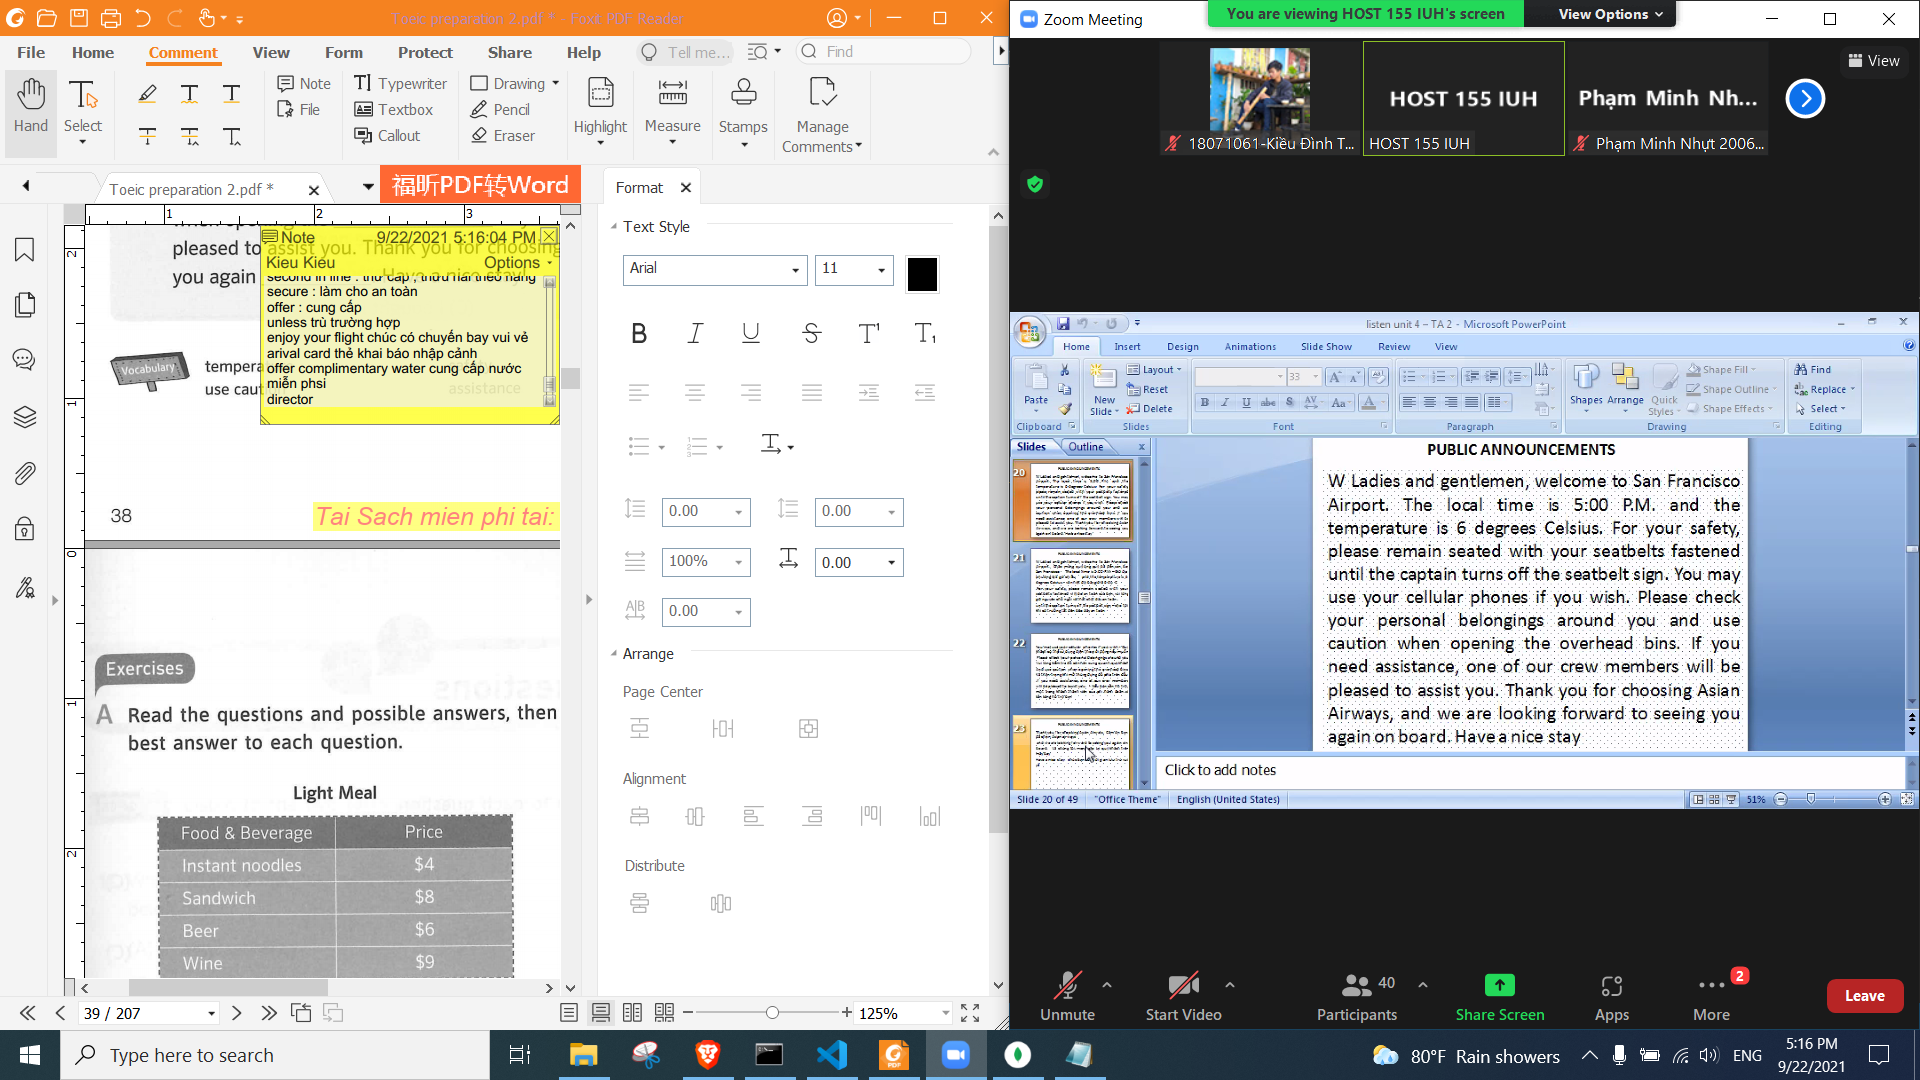 Toeic preparation 2.pdf * - Foxit PDF Reader
File Home Comment View Form Protect Share Help Tell me... Find
Hand
Select
Note
File
Typewriter
Textbox
Callout
Drawing
Pencil
Eraser
Highlight
Measure
Stamps
Manage
Comments
Toeic preparation 2.pdf *
福昕PDF转Word
pleased to assist you. Thank you for choosing
you again
Have a nice stay!
Note 9/22/2021 5:16:04 PM
Kieu Kieu Options
secure : làm cho an toàn
offer : cung cấp
unless trù trường hợp
enjoy your flight chúc có chuyến bay vui vẻ
arival card thẻ khai báo nhập cảnh
offer complimentary water cung cấp nước
miễn phsi
director
Vocabulary
tempera
use caut
assistance
38
Tai Sach mien phi tai:
Exercises
A Read the questions and possible answers, then
best answer to each question.
Light Meal
Food & Beverage Price
Instant noodles $4
Sandwich $8
Beer $6
Wine $9
39 / 207
125%
Format
Text Style
Arial 11
0.00 0.00
100% 0.00
0.00
Arrange
Page Center
Alignment
Distribute
Zoom Meeting
You are viewing HOST 155 IUH's screen
View Options
View
18071061-Kiều Đình T...
HOST 155 IUH
HOST 155 IUH
Phạm Minh Nh...
Phạm Minh Nhựt 2006...
listen unit 4 – TA 2 - Microsoft PowerPoint
Home Insert Design Animations Slide Show Review View
Paste
Clipboard
New
Slide
Layout
Reset
Delete
Slides
33
Font
Paragraph
Shapes
Arrange
Quick
Styles
Shape Fill
Shape Outline
Shape Effects
Drawing
Find
Replace
Select
Editing
Slides Outline
20
21
22
23
PUBLIC ANNOUNCEMENTS
W Ladies and gentlemen, welcome to San Francisco
Airport. The local time is 5:00 P.M. and the
temperature is 6 degrees Celsius. For your safety,
please remain seated with your seatbelts fastened
until the captain turns off the seatbelt sign. You may
use your cellular phones if you wish. Please check
your personal belongings around you and use
caution when opening the overhead bins. If you
need assistance, one of our crew members will be
pleased to assist you. Thank you for choosing Asian
Airways, and we are looking forward to seeing you
again on board. Have a nice stay
Click to add notes
Slide 20 of 49 "Office Theme" English (United States) 51%
Unmute
Start Video
Participants 40
Share Screen
Apps
More 2
Leave
Type here to search
80°F Rain showers
ENG
5:16 PM
9/22/2021